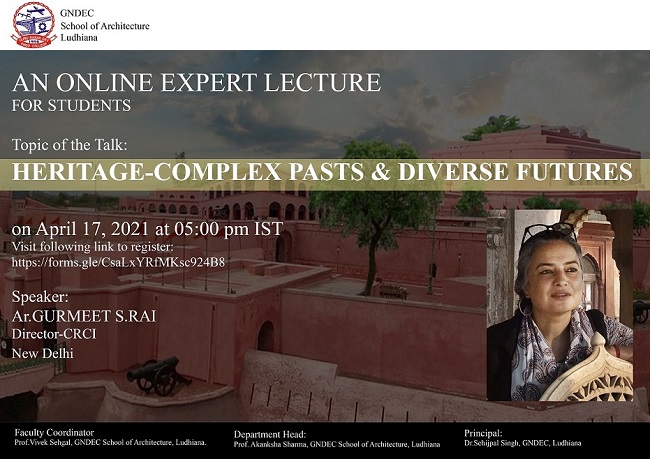 GNDEC
School of Architecture
Ludhiana
AN ONLINE EXPERT LECTURE
FOR STUDENTS
Topic of the Talk:
HERITAGE-COMPLEX PASTS & DIVERSE FUTURES
on April 17, 2021 at 05:00 pm IST
Visit following link to register:
https://forms.gle/CsaLxYRfMKsc924B8
Speaker:
Ar.GURMEET S.RAI
Director-CRCI
New Delhi
Faculty Coordinator
Prof.Vivek Sehgal, GNDEC School of Architecture, Ludhiana.
Department Head:
Prof. Akanksha Sharma, GNDEC School of Architecture, Ludhiana
Principal:
Dr.Sehijpal Singh, GNDEC, Ludhiana